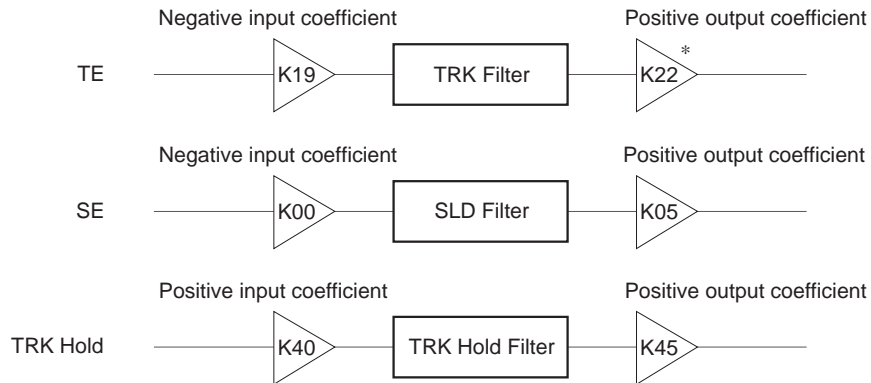 Negative input coefficient Positive output coefficient
TE K19 TRK Filter K22 *
Negative input coefficient Positive output coefficient
SE K00 SLD Filter K05
Positive input coefficient Positive output coefficient
TRK Hold K40 TRK Hold Filter K45